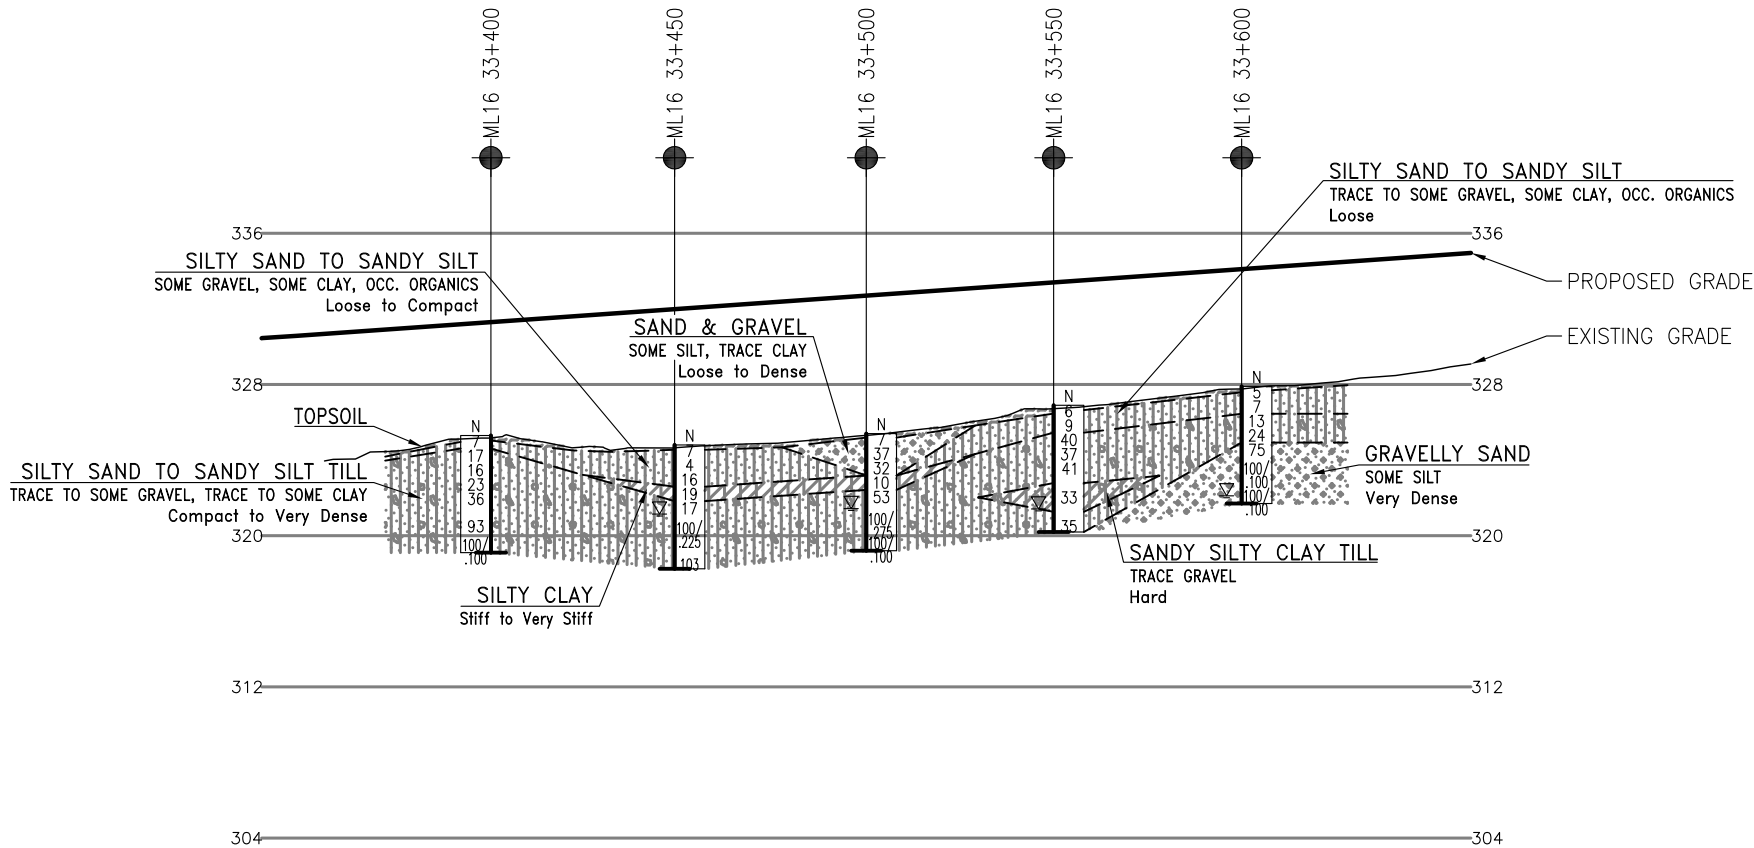 ML16 33+400
ML16 33+450
ML16 33+500
ML16 33+550
ML16 33+600
SILTY SAND TO SANDY SILT
TRACE TO SOME GRAVEL, SOME CLAY, OCC. ORGANICS
Loose
336
336
SILTY SAND TO SANDY SILT
SOME GRAVEL, SOME CLAY, OCC. ORGANICS
Loose to Compact
PROPOSED GRADE
SAND & GRAVEL
SOME SILT, TRACE CLAY
Loose to Dense
EXISTING GRADE
328
328
TOPSOIL
SILTY SAND TO SANDY SILT TILL
TRACE TO SOME GRAVEL, TRACE TO SOME CLAY
Compact to Very Dense
N
7
17
16
23
36
93
100/
.100
N
7
4
16
19
17
100/
.225
103
N
7
37
32
10
53
100/
.275
100/
.100
N
6
9
40
37
41
33
35
N
5
7
13
24
75
100/
.100
100/
.100
GRAVELLY SAND
SOME SILT
Very Dense
320
320
SANDY SILTY CLAY TILL
TRACE GRAVEL
Hard
SILTY CLAY
Stiff to Very Stiff
312
312
304
304